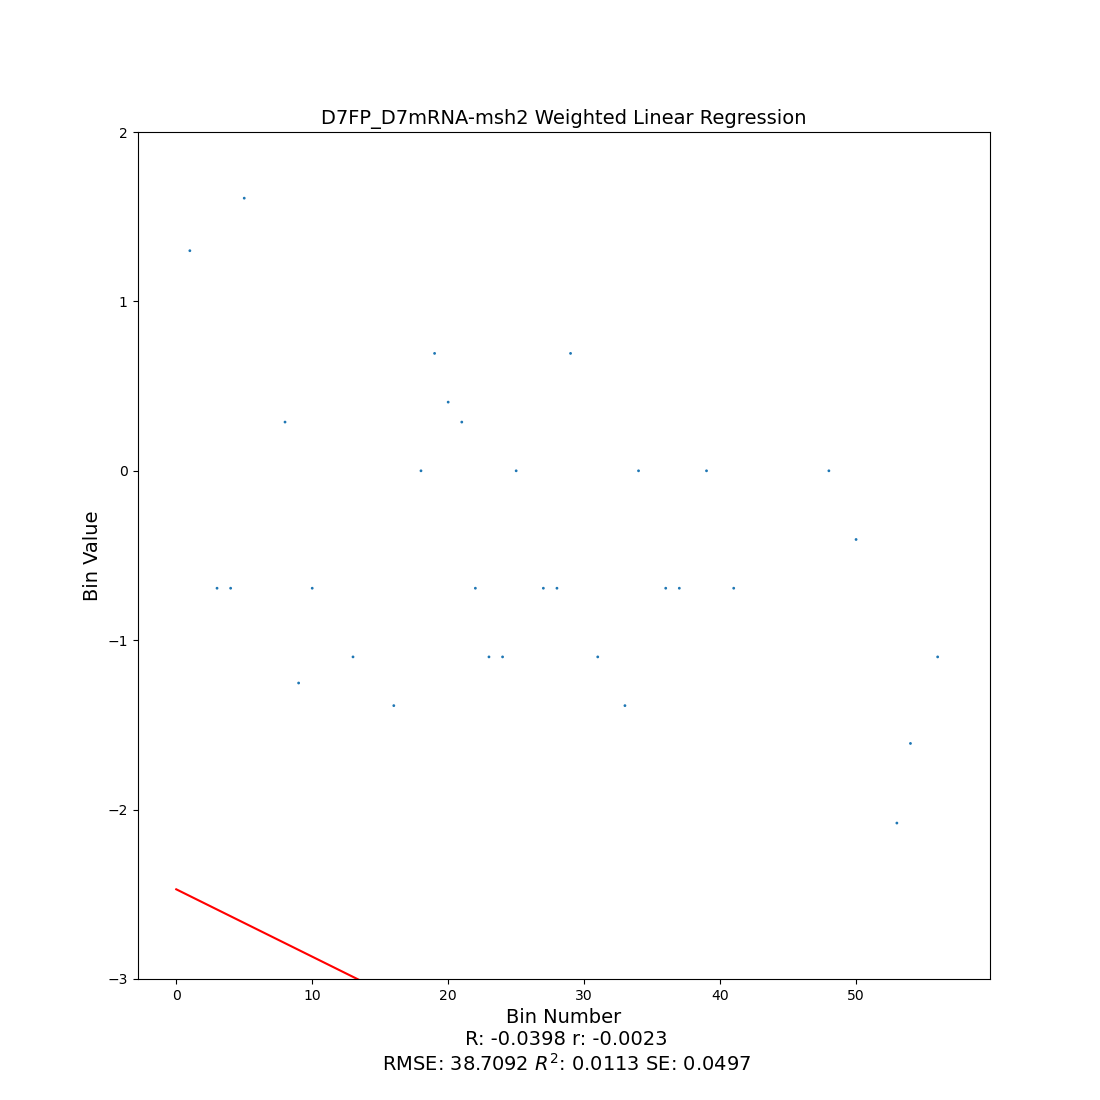 D7FP_D7mRNA-msh2 Weighted Linear Regression
2
1
0
−1
−2
−3
Bin Value
0 10 20 30 40 50
Bin Number
R: -0.0398 r: -0.0023
RMSE: 38.7092 R²: 0.0113 SE: 0.0497